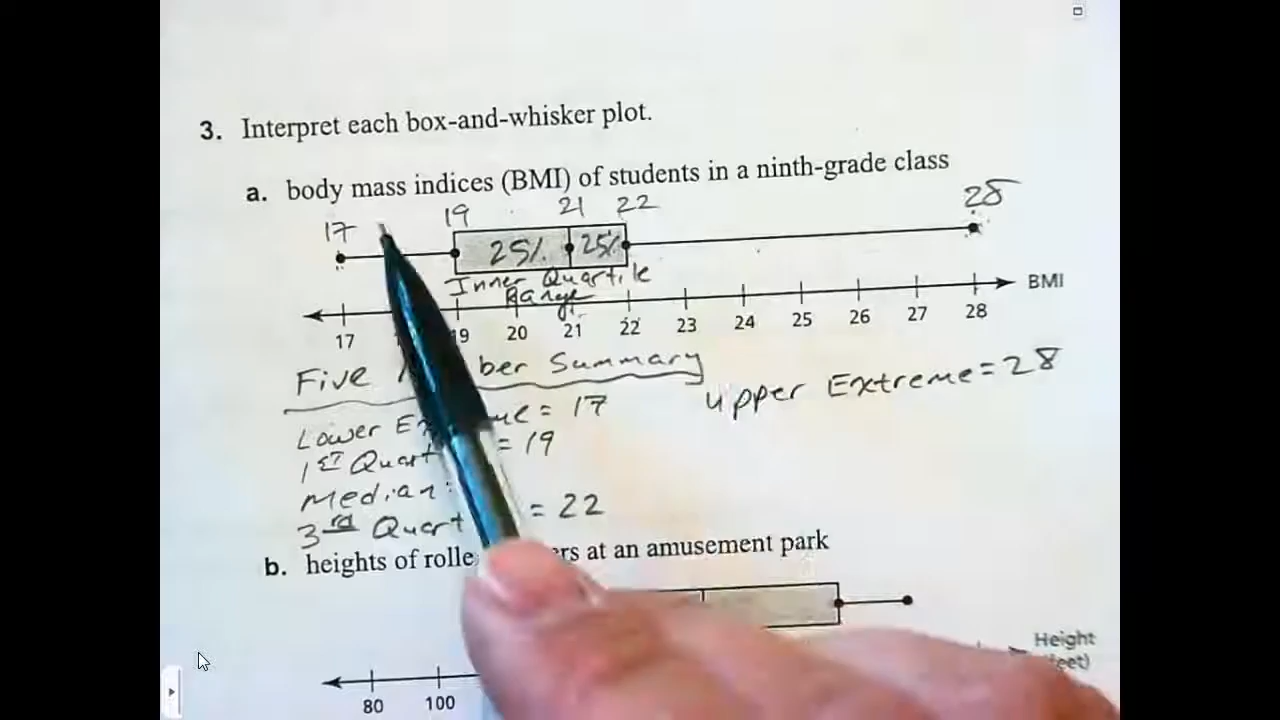 3. Interpret each box-and-whisker plot.
a. body mass indices (BMI) of students in a ninth-grade class
17 19 21 22 28
25% 25%
Inner Quartile
Range
BMI
17 19 20 21 22 23 24 25 26 27 28
Five ber Summary
Upper Extreme = 28
Lower = 17
1st Quart = 19
Median
3rd Quart = 22
b. heights of rolle ers at an amusement park
Height
feet)
80 100